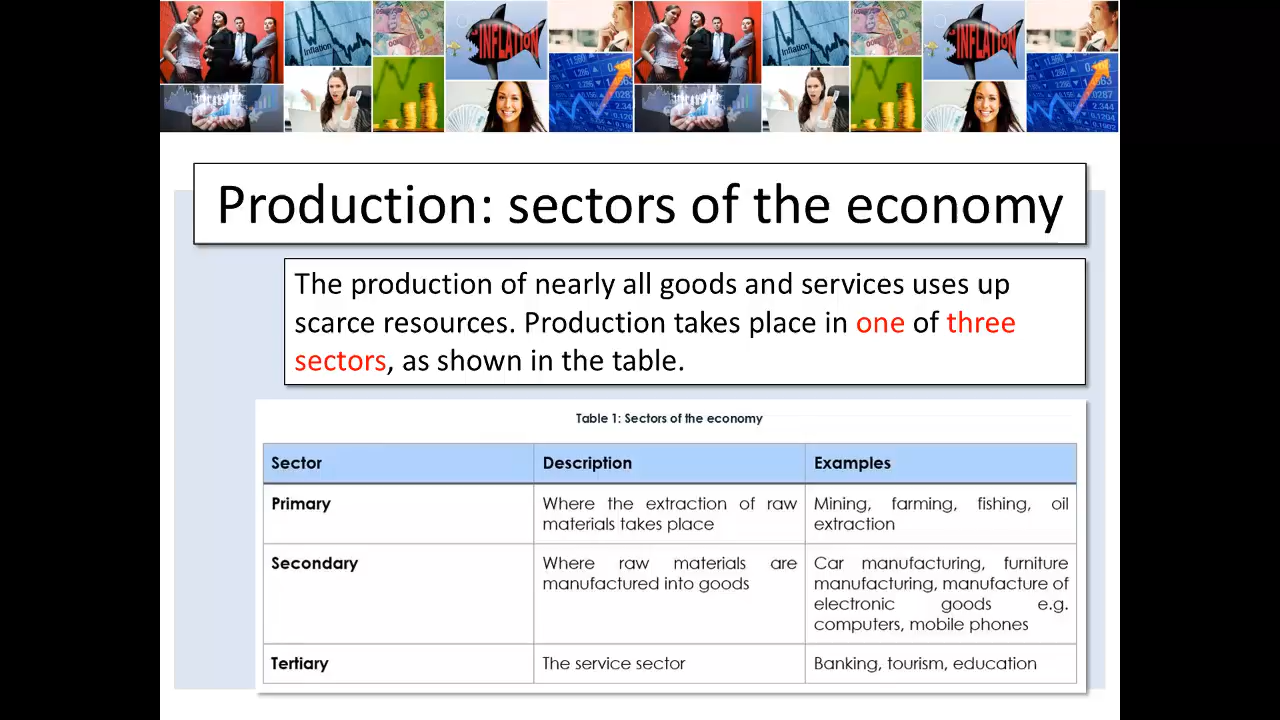 Inflation
INFLATION
Inflation
INFLATION
Production: sectors of the economy
The production of nearly all goods and services uses up
scarce resources. Production takes place in one of three
sectors, as shown in the table.
Table 1: Sectors of the economy
Sector
Description
Examples
Primary
Where the extraction of raw
materials takes place
Mining, farming, fishing, oil
extraction
Secondary
Where raw materials are
manufactured into goods
Car manufacturing, furniture
manufacturing, manufacture of
electronic goods e.g.
computers, mobile phones
Tertiary
The service sector
Banking, tourism, education